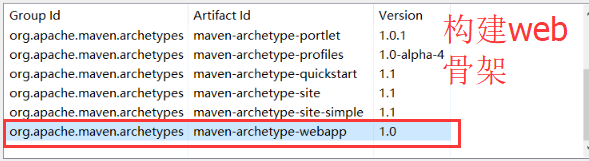 Group Id Artifact Id Version
org.apache.maven.archetypes maven-archetype-portlet 1.0.1
org.apache.maven.archetypes maven-archetype-profiles 1.0-alpha-4
org.apache.maven.archetypes maven-archetype-quickstart 1.1
org.apache.maven.archetypes maven-archetype-site 1.1
org.apache.maven.archetypes maven-archetype-site-simple 1.1
org.apache.maven.archetypes maven-archetype-webapp 1.0
构建web
骨架